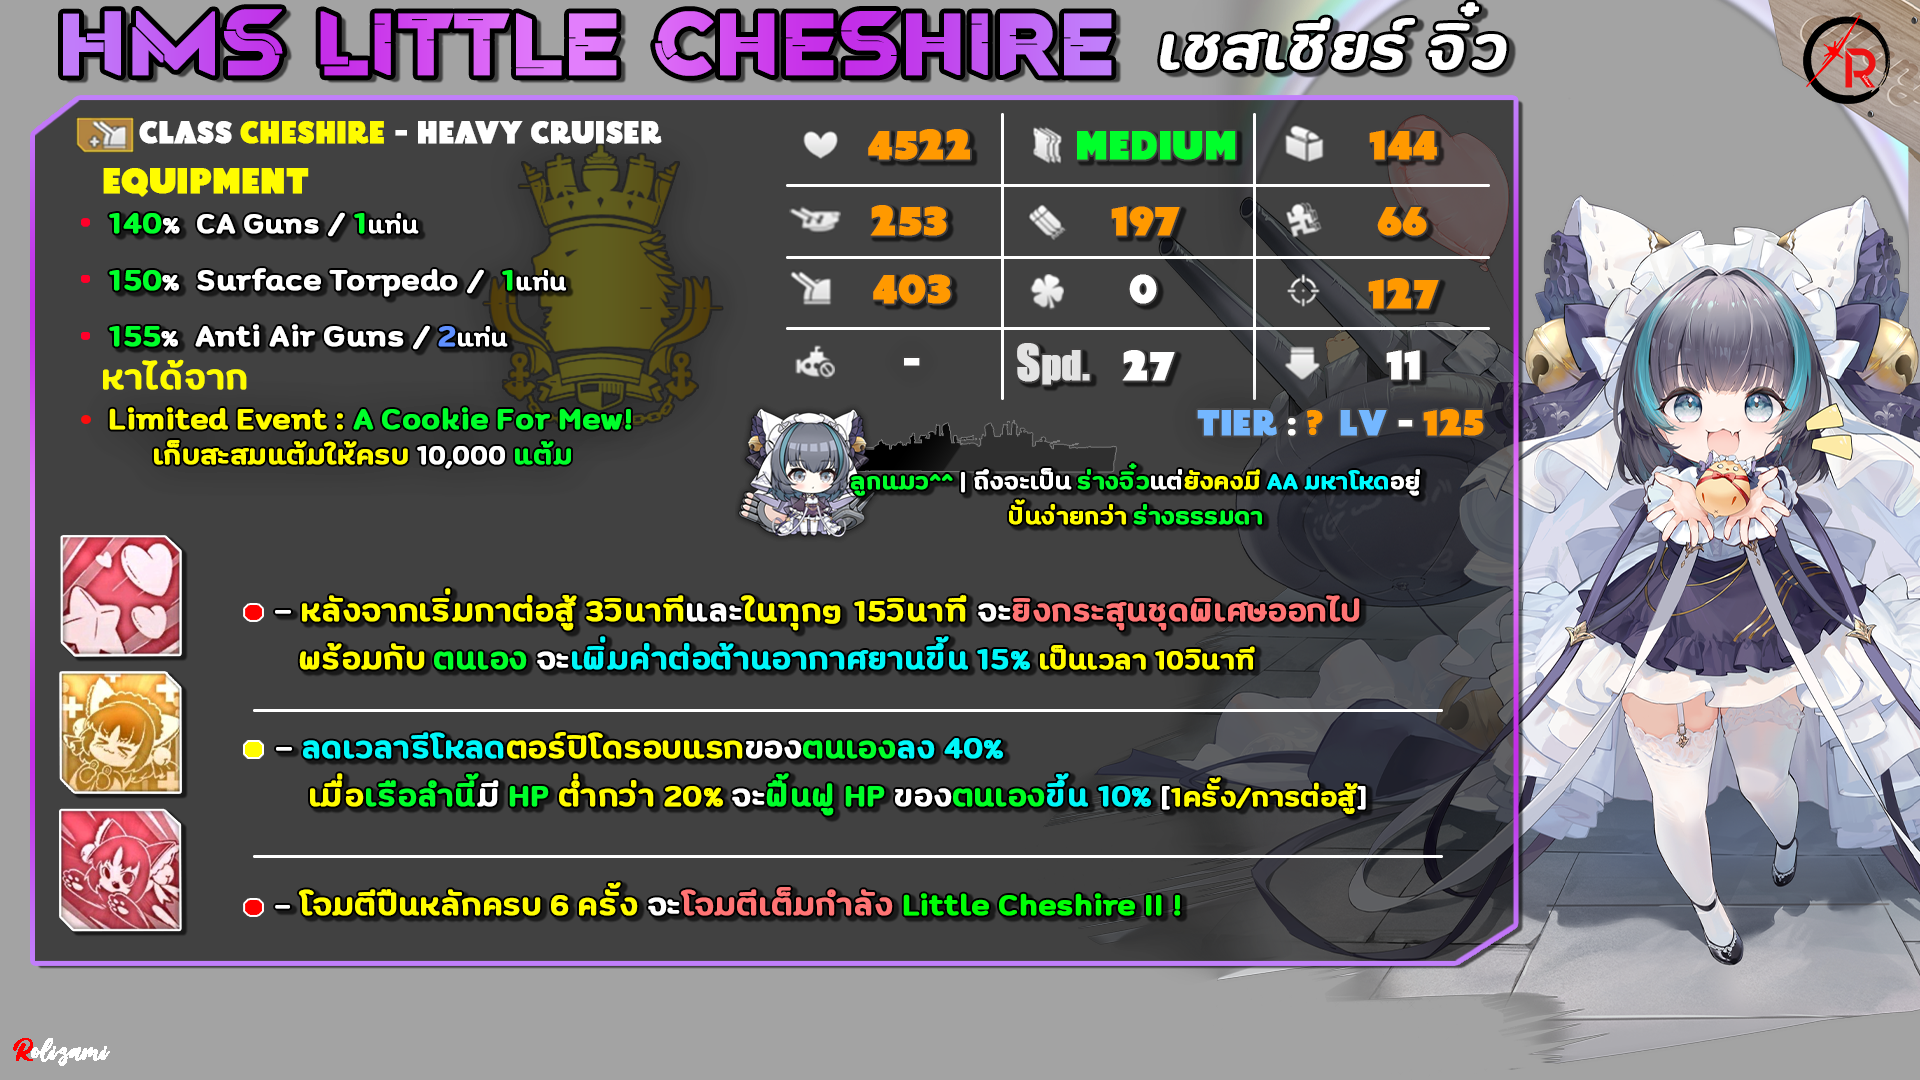 HMS LITTLE CHESHIRE เชสเชียร์ จิ๋ว
R
CLASS CHESHIRE - HEAVY CRUISER
EQUIPMENT
140% CA Guns / 1แท่น
150% Surface Torpedo / 1แท่น
155% Anti Air Guns / 2แท่น
หาได้จาก
Limited Event : A Cookie For Mew!
เก็บสะสมแต้มให้ครบ 10,000 แต้ม
4522 MEDIUM 144
253 197 66
403 0 127
- Spd. 27 11
TIER : ? LV - 125
ลูกแมว^^ | ถึงจะเป็น ร่างจิ๋วแต่ยังคงมี AA มหาโหดอยู่
ปั้นง่ายกว่า ร่างธรรมดา
– หลังจากเริ่มกาต่อสู้ 3วินาทีและในทุกๆ 15วินาที จะยิงกระสุนชุดพิเศษออกไป
พร้อมกับ ตนเอง จะเพิ่มค่าต่อต้านอากาศยานขึ้น 15% เป็นเวลา 10วินาที
– ลดเวลารีโหลดตอร์ปิโดรอบแรกของตนเองลง 40%
เมื่อเรือลำนี้มี HP ต่ำกว่า 20% จะฟื้นฟู HP ของตนเองขึ้น 10% [1ครั้ง/การต่อสู้]
– โจมตีปืนหลักครบ 6 ครั้ง จะโจมตีเต็มกำลัง Little Cheshire II !
Rolizami